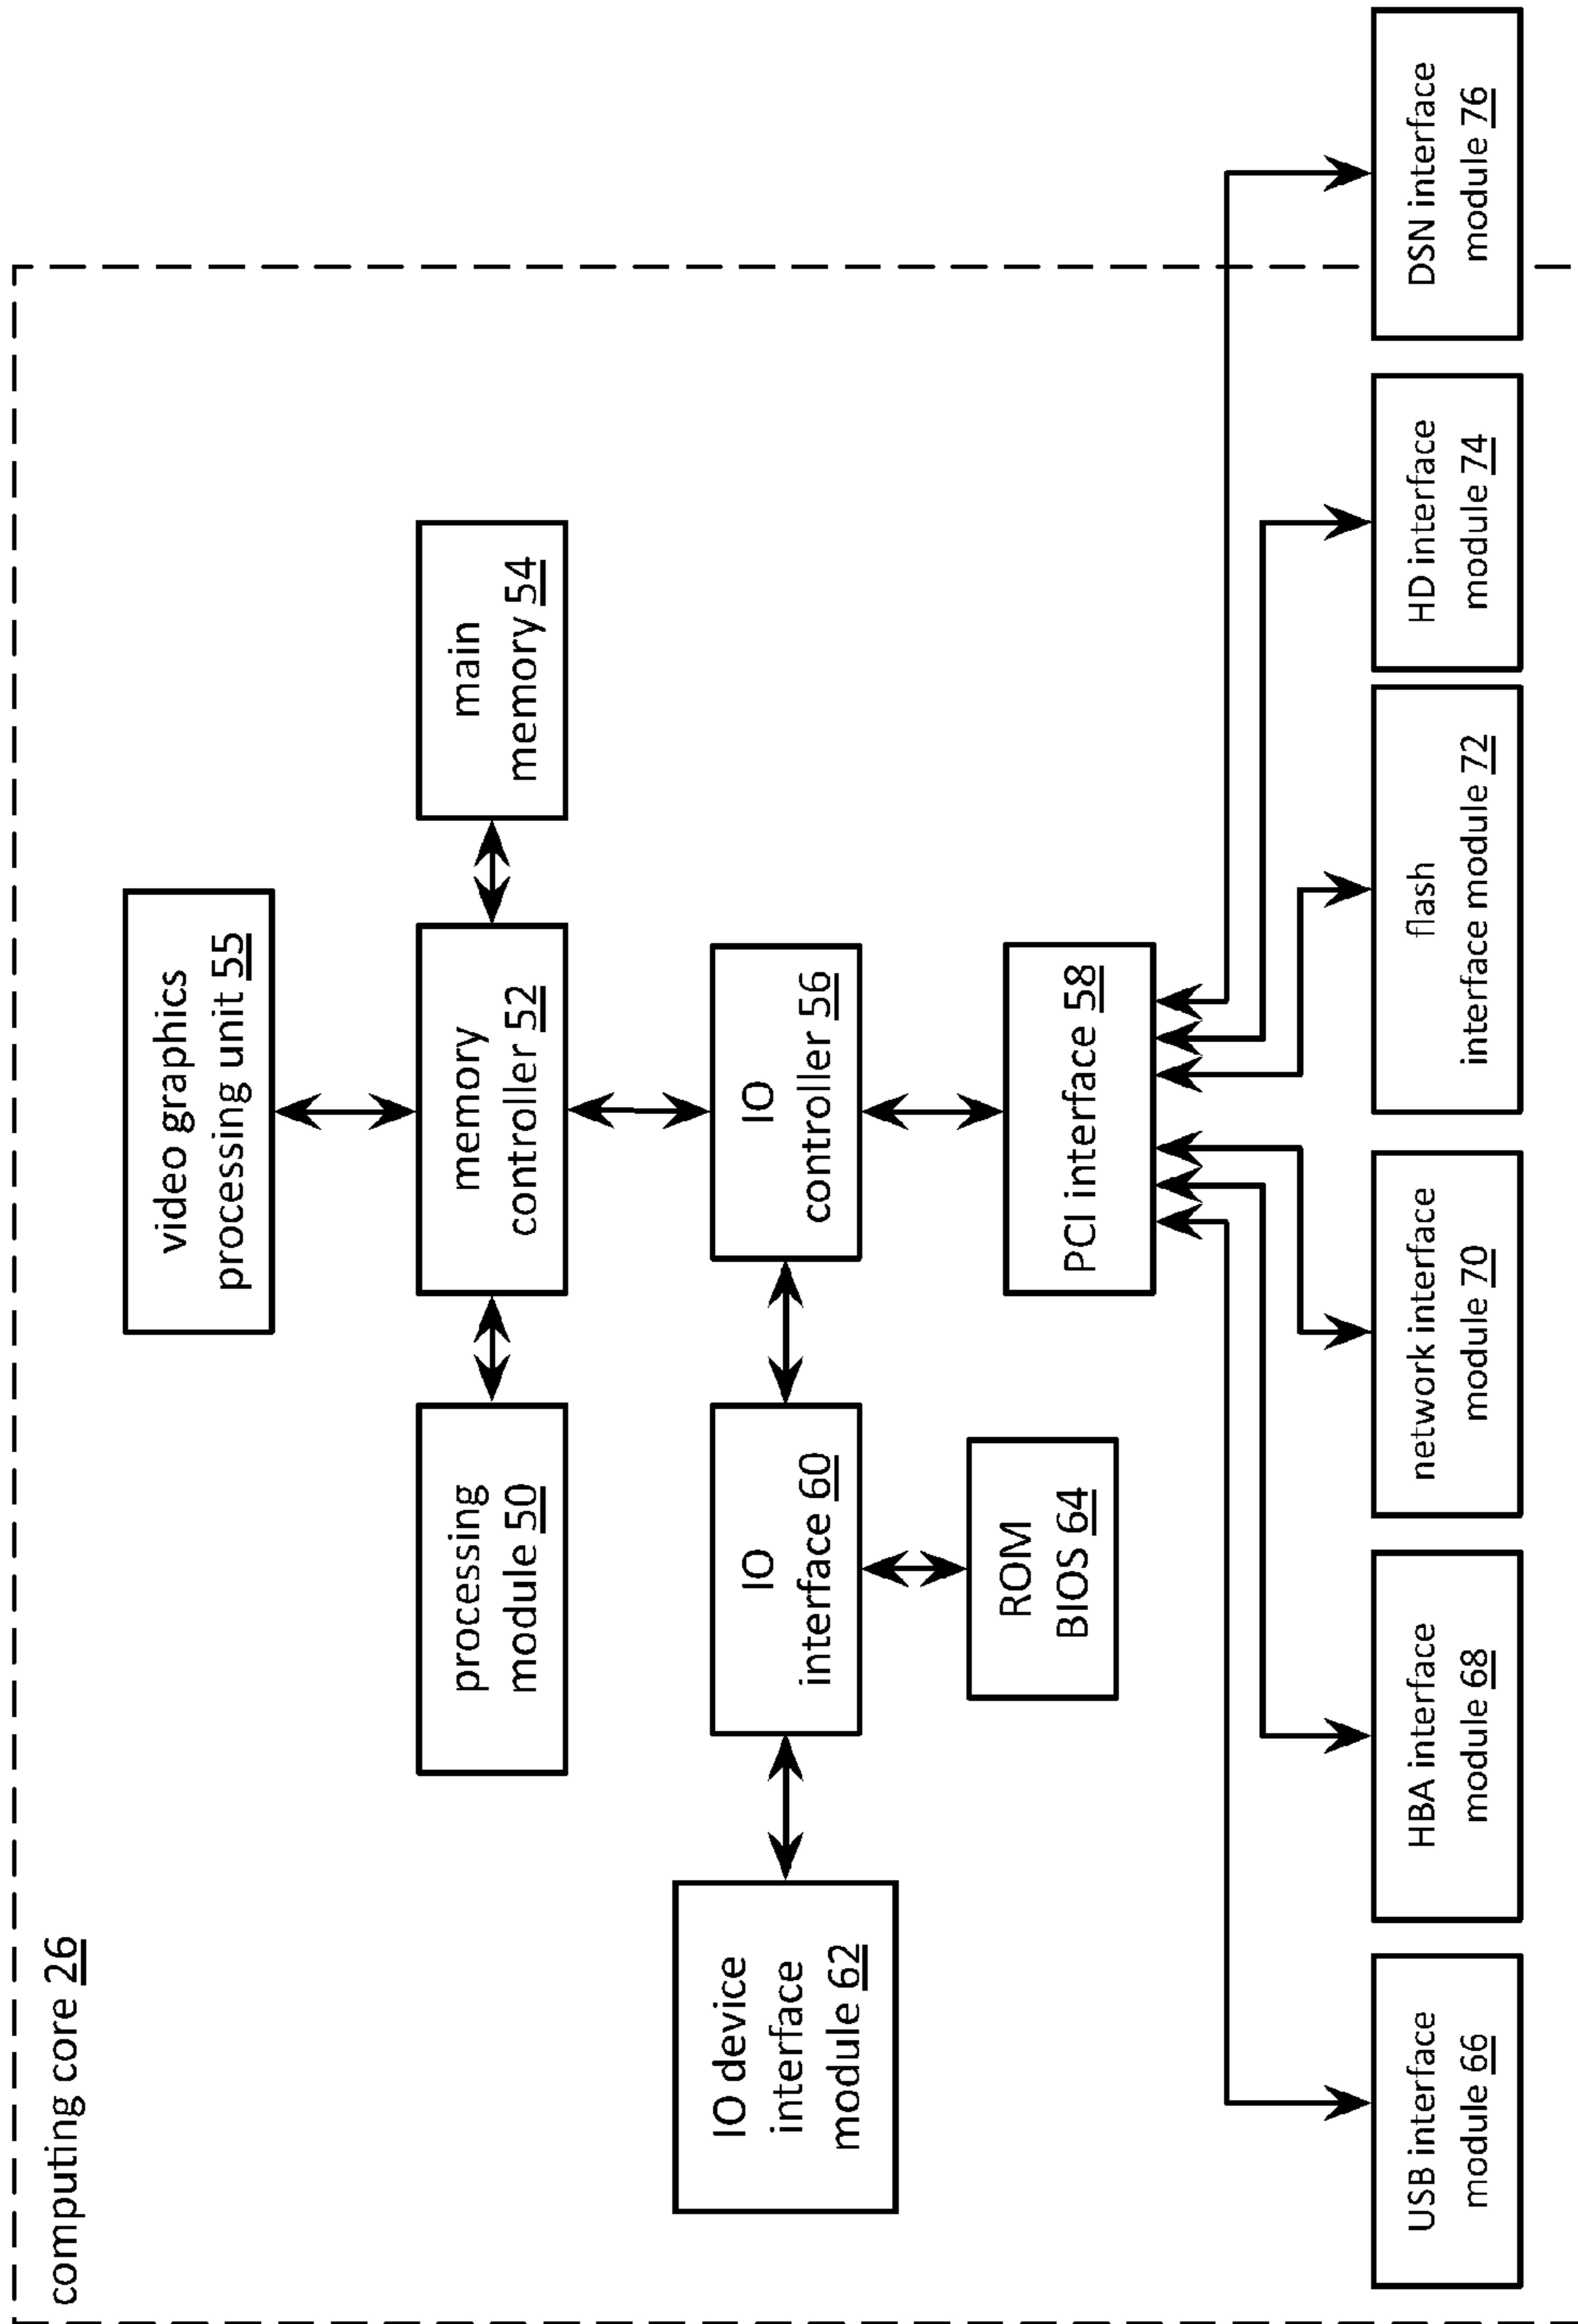 computing core 26
video graphics
processing unit 55
processing
module 50
memory
controller 52
main
memory 54
IO device
interface
module 62
IO
interface 60
IO
controller 56
ROM
BIOS 64
PCI interface 58
USB interface
module 66
HBA interface
module 68
network interface
module 70
flash
interface module 72
HD interface
module 74
DSN interface
module 76